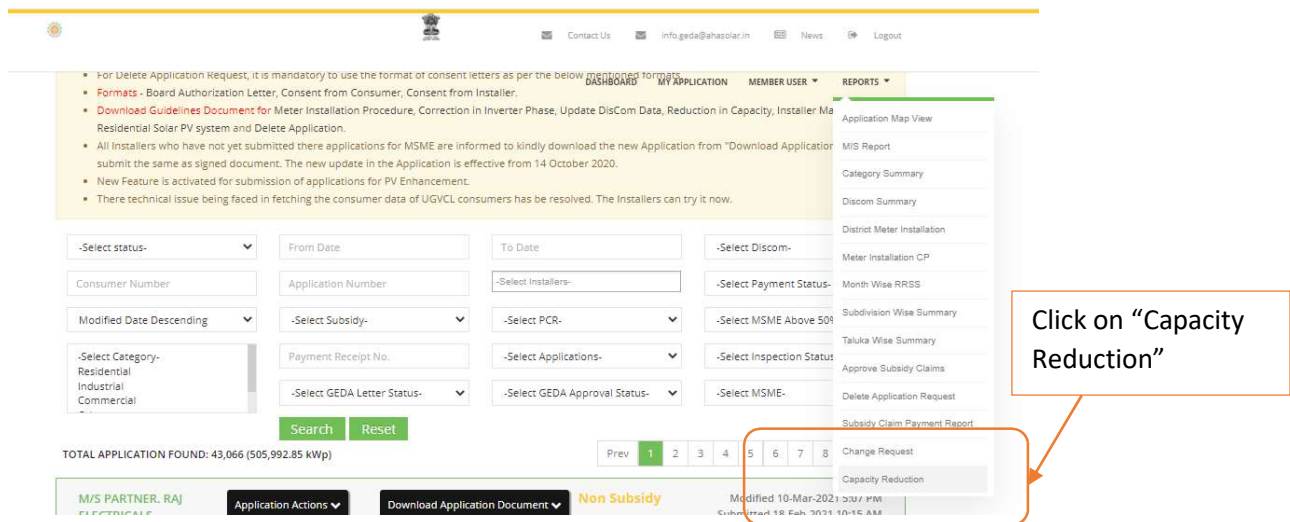 Contact Us info.geda@ahasolar.in News Logout
DASHBOARD MY APPLICATION MEMBER USER REPORTS
For Delete Application Request, it is mandatory to use the format of consent letters as per the below mentioned formats.
Formats - Board Authorization Letter, Consent from Consumer, Consent from Installer.
Download Guidelines Document for Meter Installation Procedure, Correction in Inverter Phase, Update DisCom Data, Reduction in Capacity, Installer Ma
Residential Solar PV system and Delete Application.
All Installers who have not yet submitted there applications for MSME are informed to kindly download the new Application from "Download Application
submit the same as signed document. The new update in the Application is effective from 14 October 2020.
New Feature is activated for submission of applications for PV Enhancement.
There technical issue being faced in fetching the consumer data of UGVCL consumers has be resolved. The Installers can try it now.
Application Map View
MIS Report
Category Summary
Discom Summary
District Meter Installation
Meter Installation CP
Month Wise RRSS
Subdivision Wise Summary
Taluka Wise Summary
Approve Subsidy Claims
Delete Application Request
Subsidy Claim Payment Report
Change Request
Capacity Reduction
-Select status- From Date To Date -Select Discom-
Consumer Number Application Number -Select Installers- -Select Payment Status-
Modified Date Descending -Select Subsidy- -Select PCR- -Select MSME Above 50%
-Select Category- Payment Receipt No. -Select Applications- -Select Inspection Status
Residential
Industrial -Select GEDA Letter Status- -Select GEDA Approval Status- -Select MSME-
Commercial
Search Reset
TOTAL APPLICATION FOUND: 43,066 (505,992.85 kWp) Prev 1 2 3 4 5 6 7 8
M/S PARTNER. RAJ Application Actions Download Application Document Non Subsidy Modified 10-Mar-2021 5:07 PM
ELECTRICALS Submitted 18-Feb-2021 10:15 AM
Click on “Capacity
Reduction”